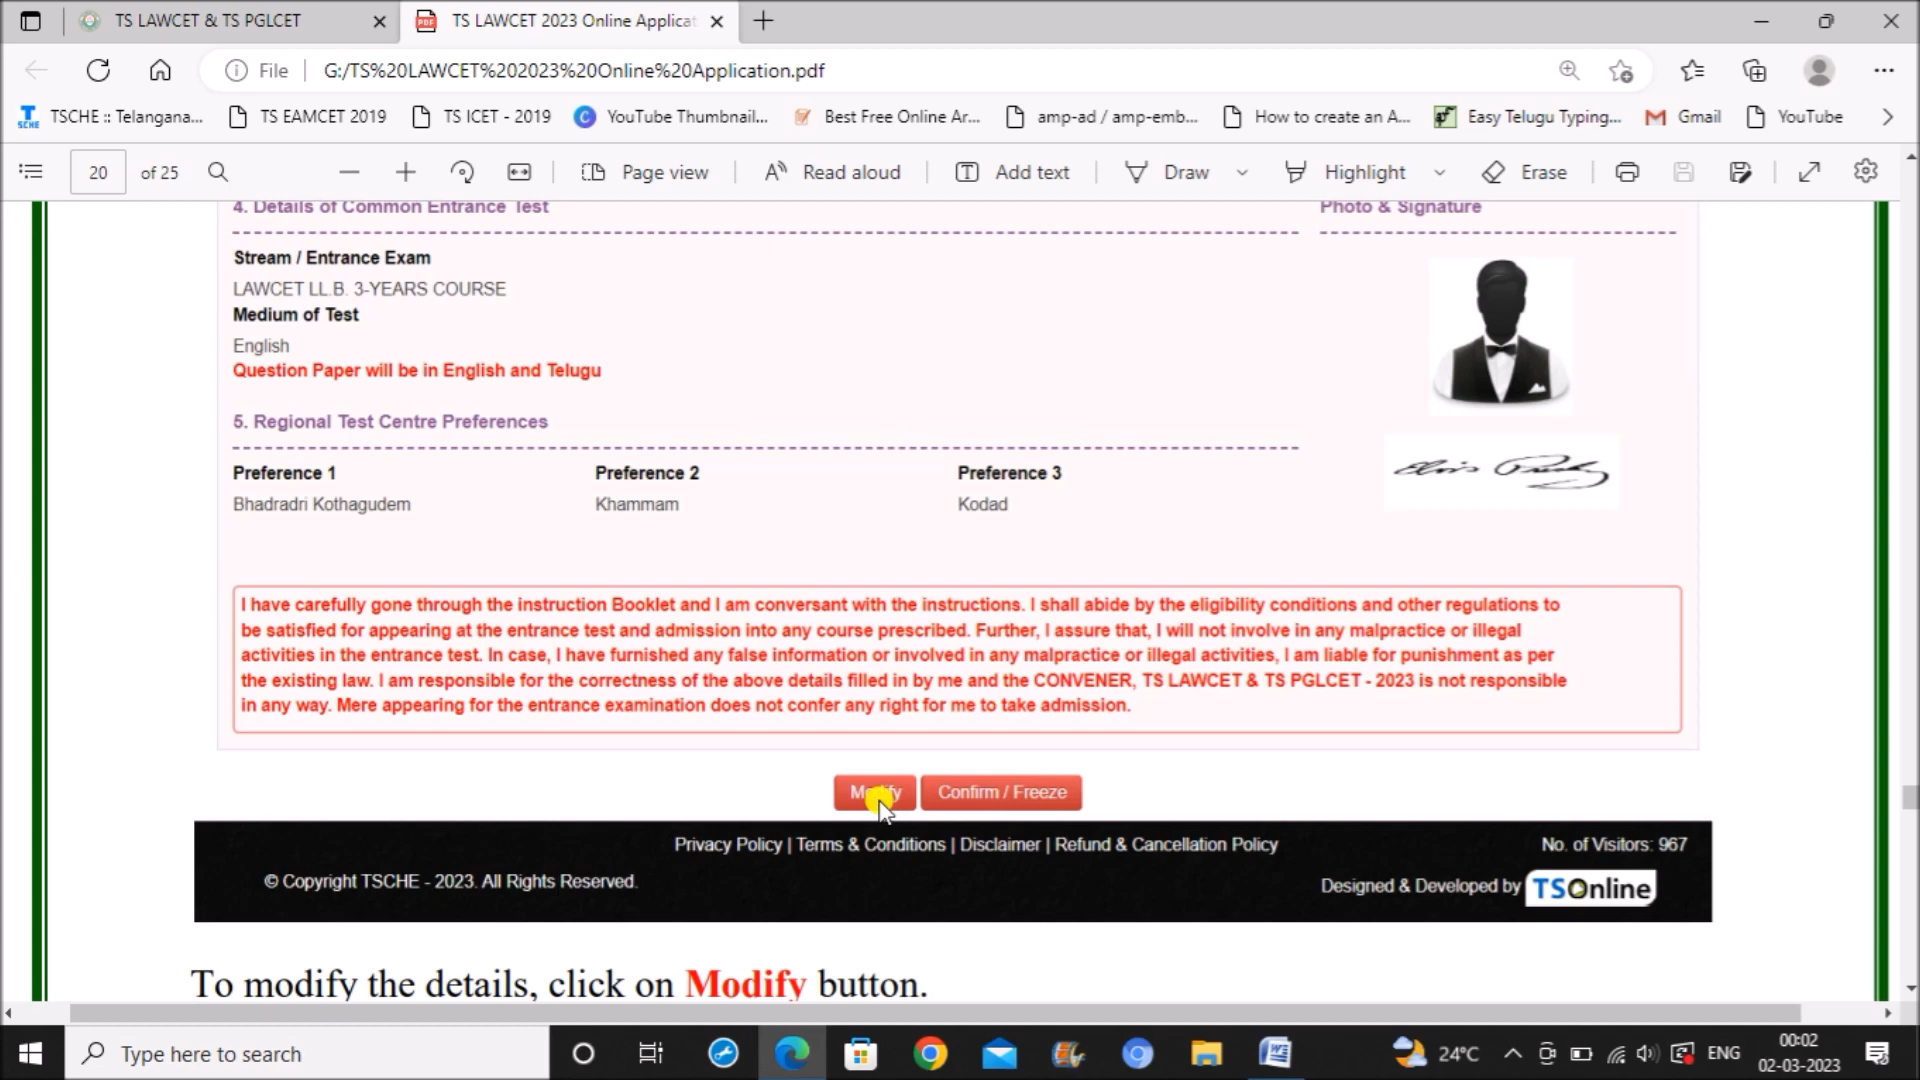 TS LAWCET & TS PGLCET
TS LAWCET 2023 Online Applicat
File
G:/TS%20LAWCET%202023%20Online%20Application.pdf
TSCHE :: Telangana...
TS EAMCET 2019
TS ICET - 2019
YouTube Thumbnail...
Best Free Online Ar...
amp-ad / amp-emb...
How to create an A...
Easy Telugu Typing...
Gmail
YouTube
20 of 25
Page view
Read aloud
Add text
Draw
Highlight
Erase
4. Details of Common Entrance Test
Photo & Signature
Stream / Entrance Exam
LAWCET LL.B. 3-YEARS COURSE
Medium of Test
English
Question Paper will be in English and Telugu
5. Regional Test Centre Preferences
Preference 1 Preference 2 Preference 3
Bhadradri Kothagudem Khammam Kodad
I have carefully gone through the instruction Booklet and I am conversant with the instructions. I shall abide by the eligibility conditions and other regulations to
be satisfied for appearing at the entrance test and admission into any course prescribed. Further, I assure that, I will not involve in any malpractice or illegal
activities in the entrance test. In case, I have furnished any false information or involved in any malpractice or illegal activities, I am liable for punishment as per
the existing law. I am responsible for the correctness of the above details filled in by me and the CONVENER, TS LAWCET & TS PGLCET - 2023 is not responsible
in any way. Mere appearing for the entrance examination does not confer any right for me to take admission.
Modify Confirm / Freeze
Privacy Policy | Terms & Conditions | Disclaimer | Refund & Cancellation Policy
No. of Visitors: 967
© Copyright TSCHE - 2023. All Rights Reserved.
Designed & Developed by TSOnline
To modify the details, click on Modify button.
Type here to search
24°C
ENG
00:02
02-03-2023